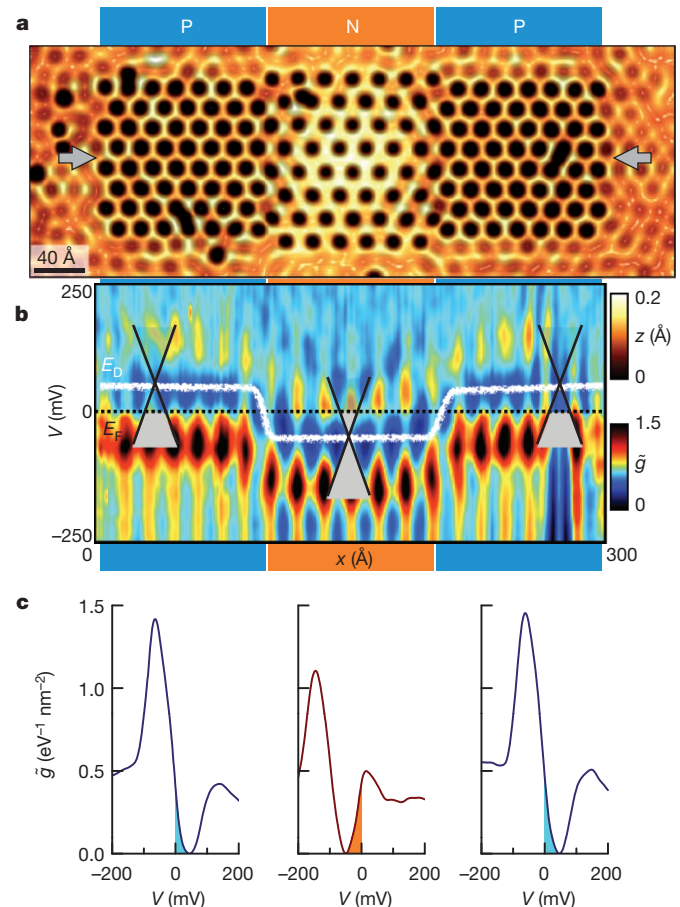 a
P N P
40 Å
b
250
0
−250
V (mV)
E_D
E_F
0 x (Å) 300
0.2
z (Å)
0
1.5
g̃
0
c
1.5
1.0
0.5
0.0
g̃ (eV⁻¹ nm⁻²)
−200 0 200 −200 0 200 −200 0 200
V (mV) V (mV) V (mV)